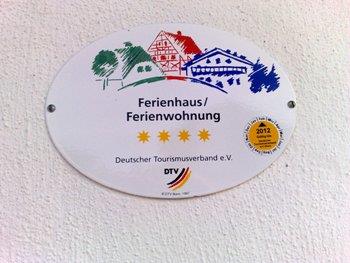 Ferienhaus/
Ferienwohnung
Deutscher Tourismusverband e.V.
DTV
2012